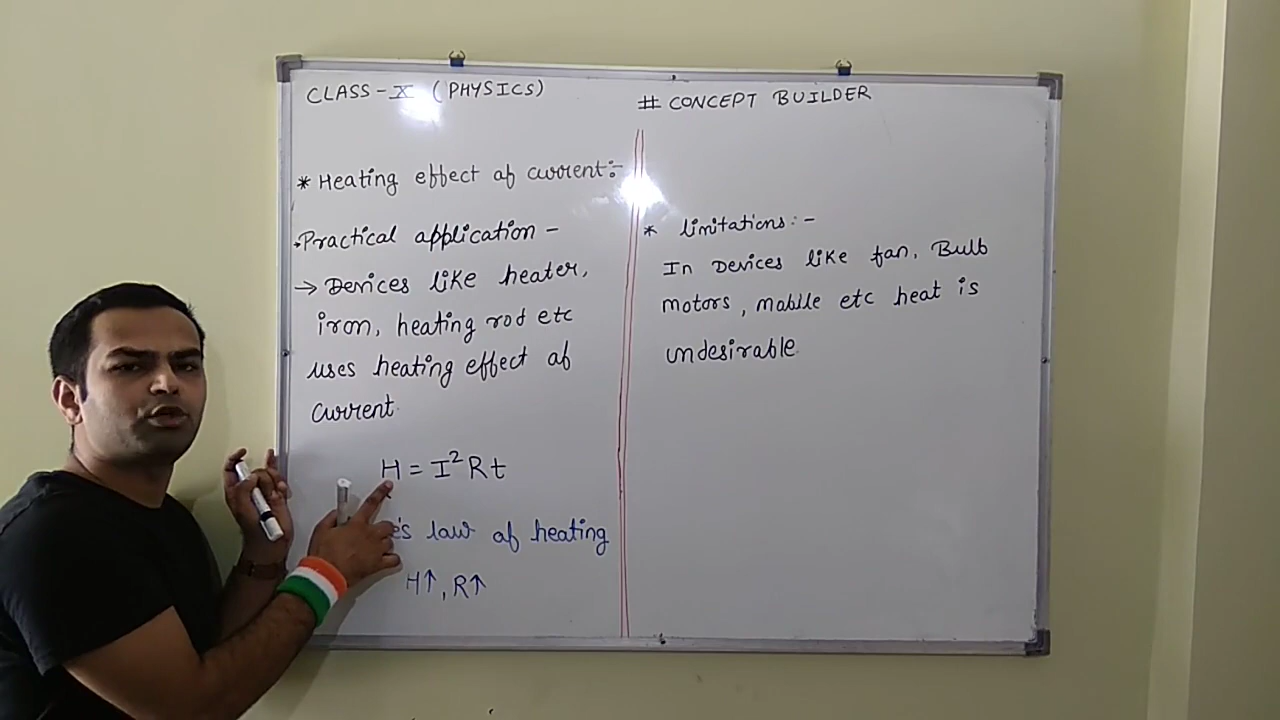 CLASS-X (PHYSICS)
* Heating effect of current:-
•Practical application -
→ Devices like heater,
iron, heating rod etc
uses heating effect of
current.
H = I²Rt
e's law of heating
H↑, R↑
# CONCEPT BUILDER
* limitations:-
In Devices like fan, Bulb
motors, mobile etc heat is
undesirable.